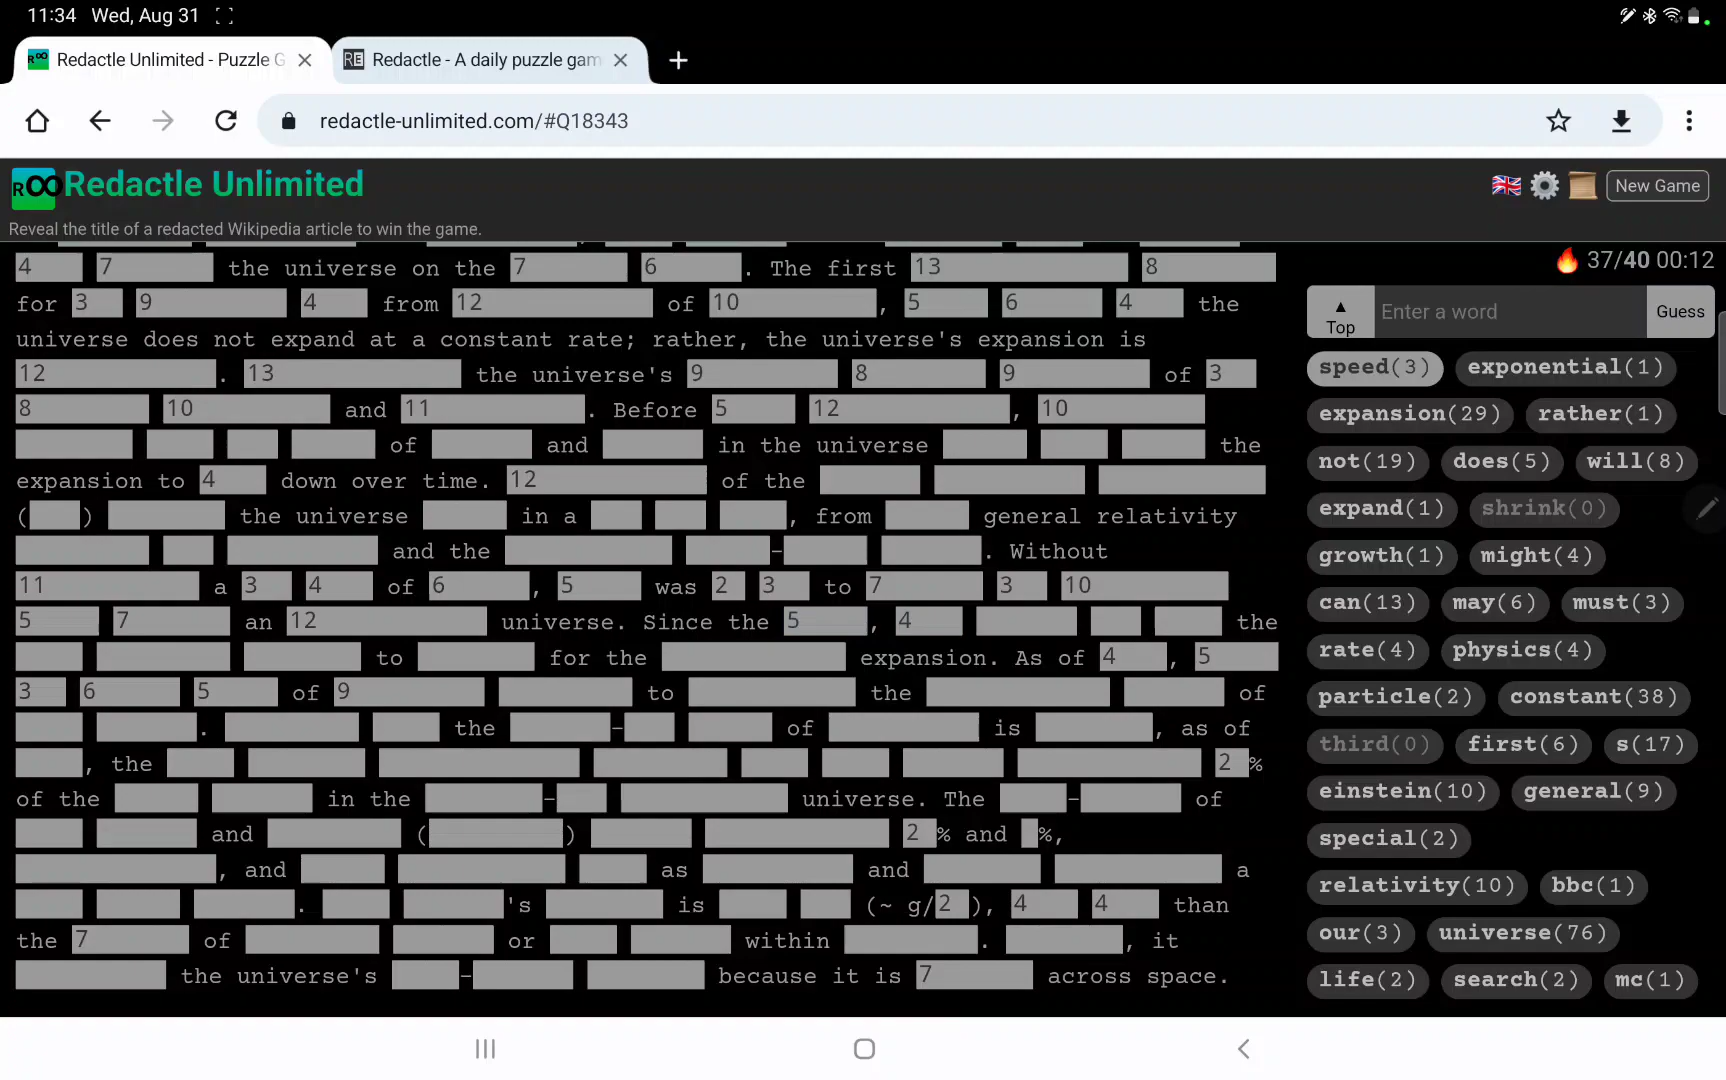 11:34 Wed, Aug 31
Redactle Unlimited - Puzzle G
RE Redactle - A daily puzzle gam
redactle-unlimited.com/#Q18343
R∞ Redactle Unlimited
New Game
Reveal the title of a redacted Wikipedia article to win the game.
4 7 the universe on the 7 6 . The first 13 8
for 3 9 4 from 12 of 10 , 5 6 4 the
universe does not expand at a constant rate; rather, the universe's expansion is
12 . 13 the universe's 9 8 9 of 3
8 10 and 11 . Before 5 12 , 10
of and in the universe the
expansion to 4 down over time. 12 of the
( ) the universe in a , from general relativity
and the - . Without
11 a 3 4 of 6 , 5 was 2 3 to 7 3 10
5 7 an 12 universe. Since the 5 , 4 the
to for the expansion. As of 4 , 5
3 6 5 of 9 to the of
. the - of is , as of
, the 2 %
of the in the - universe. The - of
and ( ) 2 % and %,
, and as and a
. 's is (~ g/ 2 ), 4 4 than
the 7 of or within . , it
the universe's - because it is 7 across space.
37/40 00:12
▲ Top
Enter a word
Guess
speed(3) exponential(1)
expansion(29) rather(1)
not(19) does(5) will(8)
expand(1) shrink(0)
growth(1) might(4)
can(13) may(6) must(3)
rate(4) physics(4)
particle(2) constant(38)
third(0) first(6) s(17)
einstein(10) general(9)
special(2)
relativity(10) bbc(1)
our(3) universe(76)
life(2) search(2) mc(1)